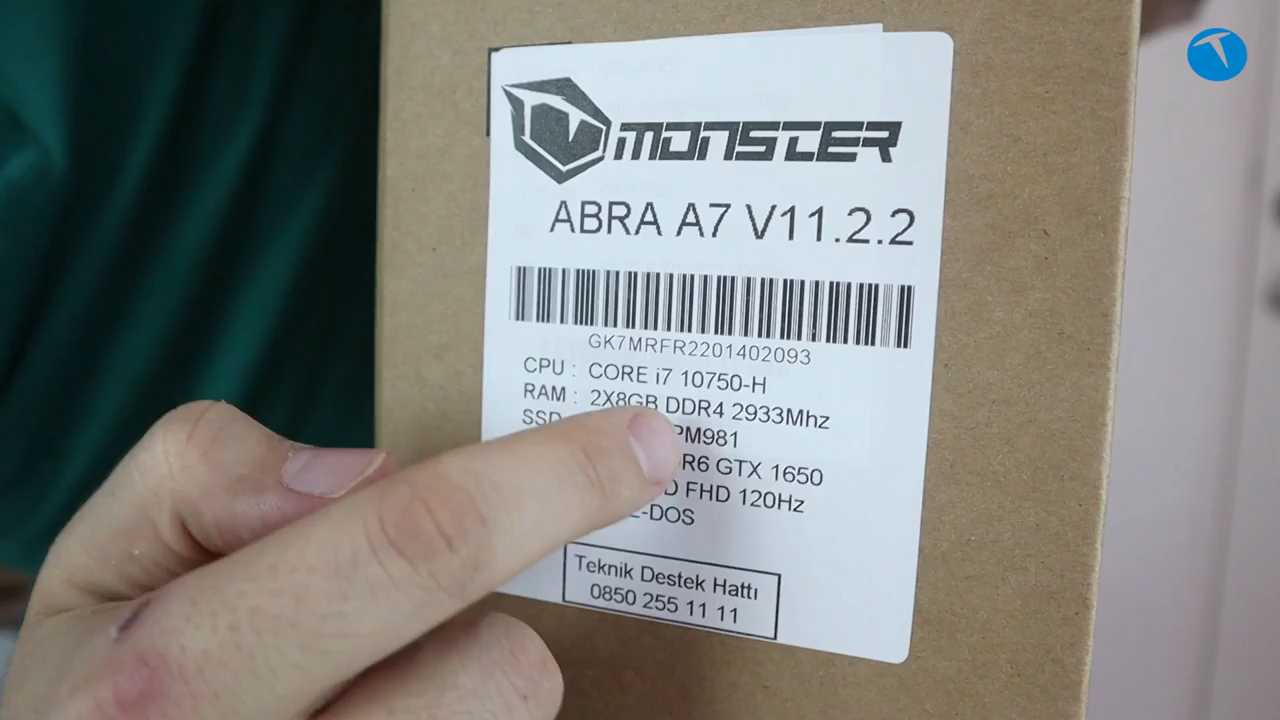 MONSTER
ABRA A7 V11.2.2
GK7MRFR2201402093
CPU : CORE i7 10750-H
RAM : 2X8GB DDR4 2933Mhz
SSD PM981
R6 GTX 1650
D FHD 120Hz
E-DOS
Teknik Destek Hattı
0850 255 11 11